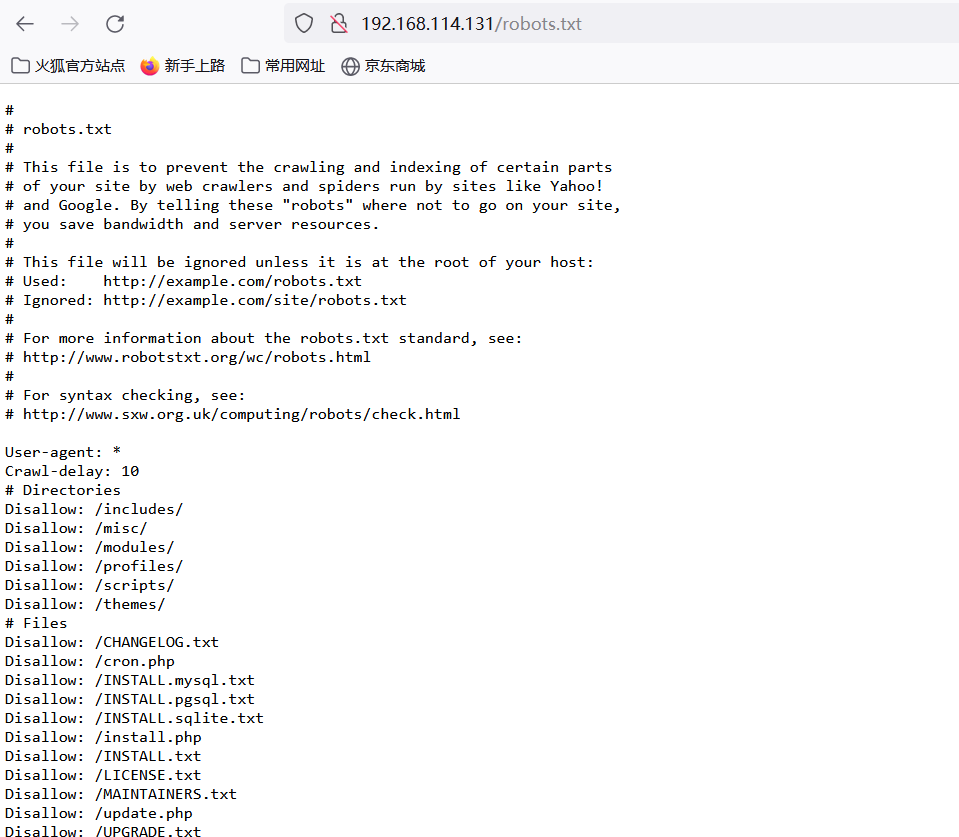 192.168.114.131/robots.txt
火狐官方站点 新手上路 常用网址 京东商城
#
# robots.txt
#
# This file is to prevent the crawling and indexing of certain parts
# of your site by web crawlers and spiders run by sites like Yahoo!
# and Google. By telling these "robots" where not to go on your site,
# you save bandwidth and server resources.
#
# This file will be ignored unless it is at the root of your host:
# Used:    http://example.com/robots.txt
# Ignored: http://example.com/site/robots.txt
#
# For more information about the robots.txt standard, see:
# http://www.robotstxt.org/wc/robots.html
#
# For syntax checking, see:
# http://www.sxw.org.uk/computing/robots/check.html

User-agent: *
Crawl-delay: 10
# Directories
Disallow: /includes/
Disallow: /misc/
Disallow: /modules/
Disallow: /profiles/
Disallow: /scripts/
Disallow: /themes/
# Files
Disallow: /CHANGELOG.txt
Disallow: /cron.php
Disallow: /INSTALL.mysql.txt
Disallow: /INSTALL.pgsql.txt
Disallow: /INSTALL.sqlite.txt
Disallow: /install.php
Disallow: /INSTALL.txt
Disallow: /LICENSE.txt
Disallow: /MAINTAINERS.txt
Disallow: /update.php
Disallow: /UPGRADE.txt